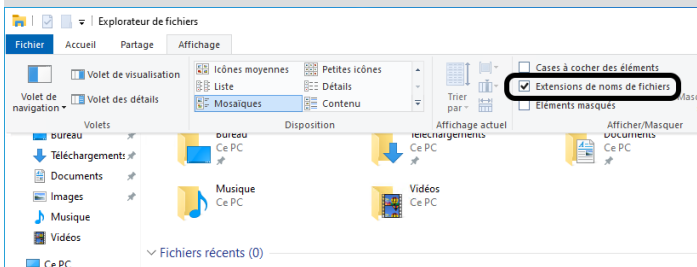 Explorateur de fichiers
Fichier Accueil Partage Affichage
Volet de navigation
Volet de visualisation
Volet des détails
Volets
Icônes moyennes Petites icônes
Liste Détails
Mosaïques Contenu
Disposition
Trier par
Affichage actuel
Cases à cocher des éléments
Extensions de noms de fichiers
Éléments masqués
Afficher/Masquer
Bureau
Téléchargements
Documents
Images
Musique
Vidéos
Ce PC
Bureau
Ce PC
Téléchargements
Ce PC
Documents
Ce PC
Musique
Ce PC
Vidéos
Ce PC
Fichiers récents (0)